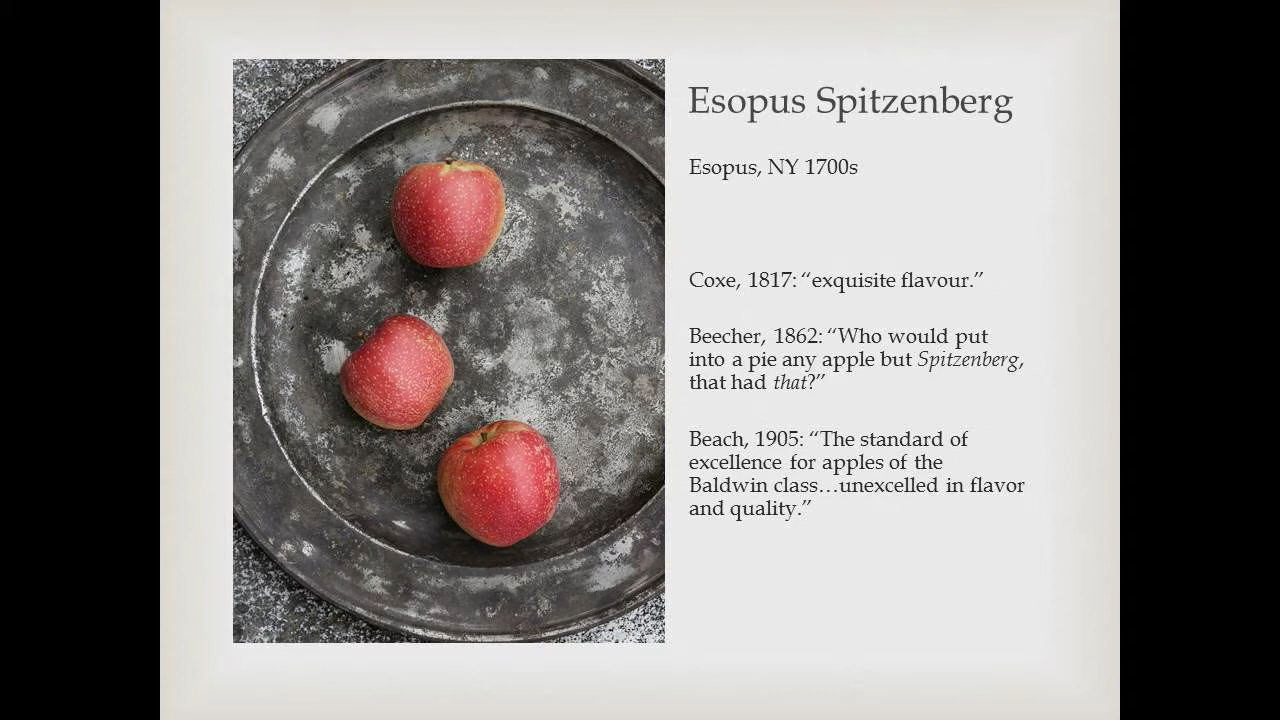 Esopus Spitzenberg
Esopus, NY 1700s
Coxe, 1817: “exquisite flavour.”
Beecher, 1862: “Who would put
into a pie any apple but Spitzenberg,
that had that?”
Beach, 1905: “The standard of
excellence for apples of the
Baldwin class…unexcelled in flavor
and quality.”